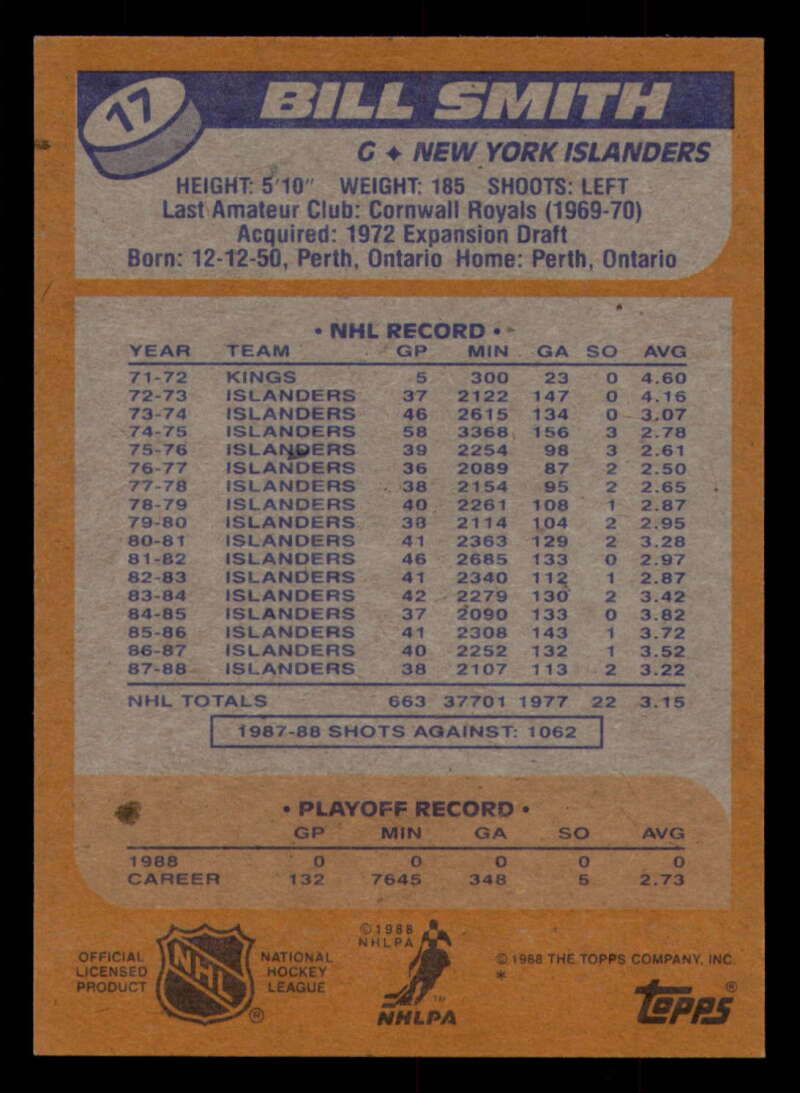 17
BILL SMITH
G ✦ NEW YORK ISLANDERS
HEIGHT: 5'10" WEIGHT: 185 SHOOTS: LEFT
Last Amateur Club: Cornwall Royals (1969-70)
Acquired: 1972 Expansion Draft
Born: 12-12-50, Perth, Ontario Home: Perth, Ontario
• NHL RECORD •
YEAR TEAM GP MIN GA SO AVG
71-72 KINGS 5 300 23 0 4.60
72-73 ISLANDERS 37 2122 147 0 4.16
73-74 ISLANDERS 46 2615 134 0 3.07
74-75 ISLANDERS 58 3368 156 3 2.78
75-76 ISLANDERS 39 2254 98 3 2.61
76-77 ISLANDERS 36 2089 87 2 2.50
77-78 ISLANDERS 38 2154 95 2 2.65
78-79 ISLANDERS 40 2261 108 1 2.87
79-80 ISLANDERS 38 2114 104 2 2.95
80-81 ISLANDERS 41 2363 129 2 3.28
81-82 ISLANDERS 46 2685 133 0 2.97
82-83 ISLANDERS 41 2340 112 1 2.87
83-84 ISLANDERS 42 2279 130 2 3.42
84-85 ISLANDERS 37 2090 133 0 3.82
85-86 ISLANDERS 41 2308 143 1 3.72
86-87 ISLANDERS 40 2252 132 1 3.52
87-88 ISLANDERS 38 2107 113 2 3.22
NHL TOTALS 663 37701 1977 22 3.15
1987-88 SHOTS AGAINST: 1062
• PLAYOFF RECORD •
GP MIN GA SO AVG
1988 0 0 0 0 0
CAREER 132 7645 348 5 2.73
OFFICIAL
LICENSED
PRODUCT
NHL
®
NATIONAL
HOCKEY
LEAGUE
©1988
NHLPA
TM
NHLPA
© 1988 THE TOPPS COMPANY, INC.
*
topps®